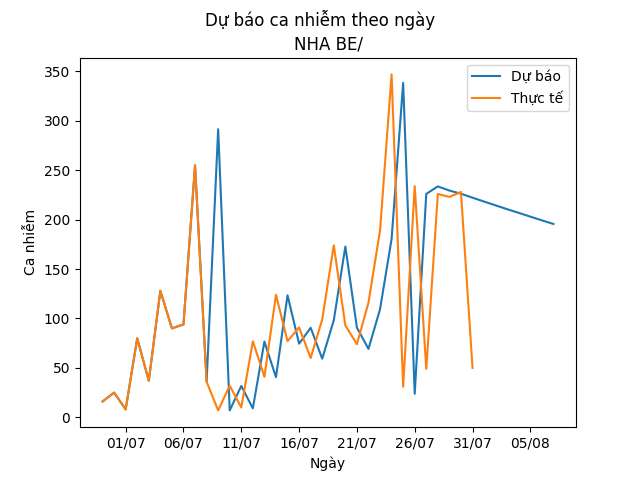 Dự báo ca nhiễm theo ngày
NHA BE/
Ca nhiễm
350
300
250
200
150
100
50
0
Dự báo
Thực tế
01/07 06/07 11/07 16/07 21/07 26/07 31/07 05/08
Ngày